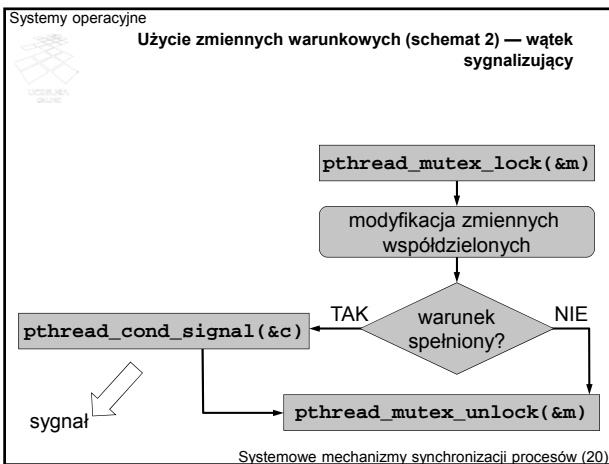 Systemy operacyjne
Użycie zmiennych warunkowych (schemat 2) — wątek
sygnalizujący
pthread_mutex_lock(&m)
modyfikacja zmiennych
współdzielonych
TAK
warunek
spełniony?
NIE
pthread_cond_signal(&c)
sygnał
pthread_mutex_unlock(&m)
Systemowe mechanizmy synchronizacji procesów (20)